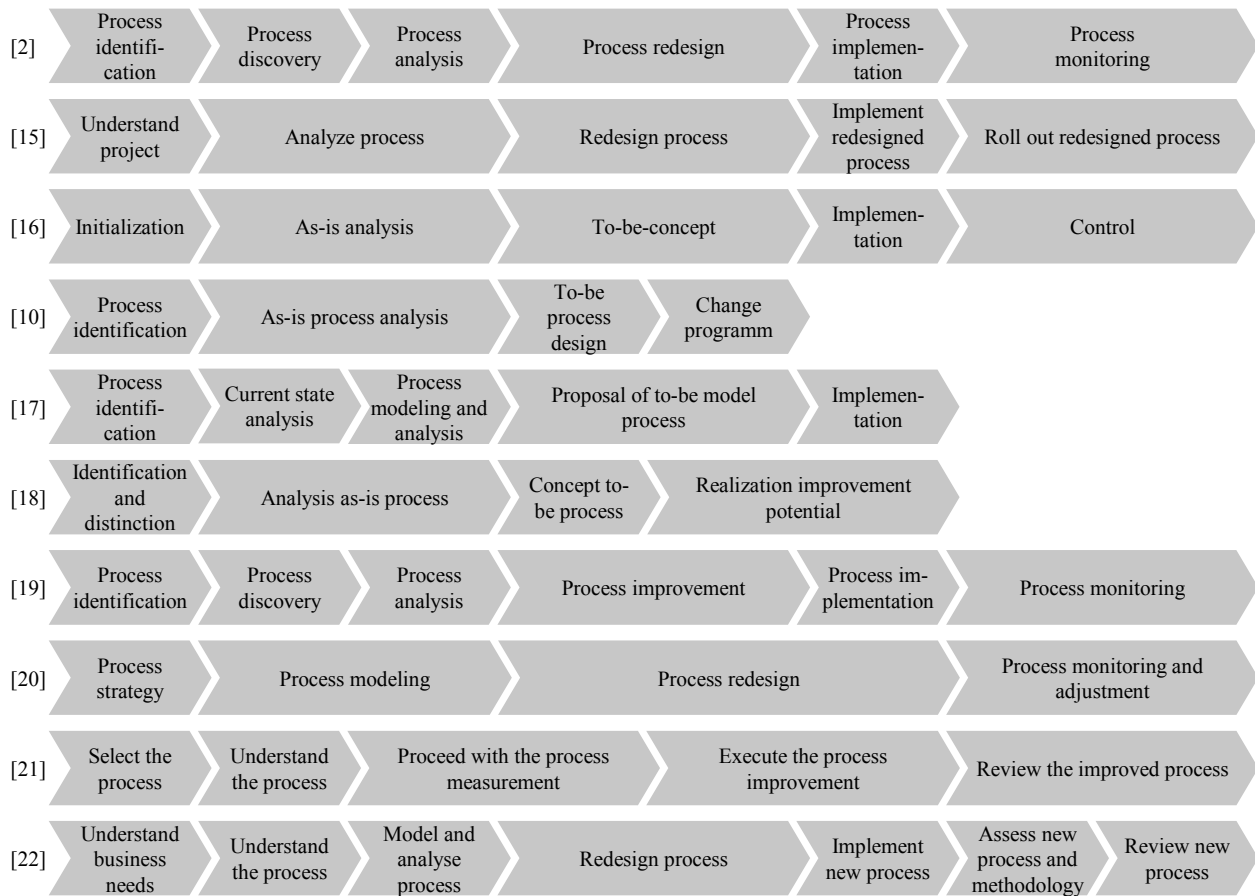 [2]
Process
identifi-
cation
Process
discovery
Process
analysis
Process redesign
Process
implemen-
tation
Process
monitoring
[15]
Understand
project
Analyze process
Redesign process
Implement
redesigned
process
Roll out redesigned process
[16]
Initialization
As-is analysis
To-be-concept
Implemen-
tation
Control
[10]
Process
identification
As-is process analysis
To-be
process
design
Change
programm
[17]
Process
identifi-
cation
Current state
analysis
Process
modeling and
analysis
Proposal of to-be model
process
Implemen-
tation
[18]
Identification
and
distinction
Analysis as-is process
Concept to-
be process
Realization improvement
potential
[19]
Process
identification
Process
discovery
Process
analysis
Process improvement
Process im-
plementation
Process monitoring
[20]
Process
strategy
Process modeling
Process redesign
Process monitoring and
adjustment
[21]
Select the
process
Understand
the process
Proceed with the process
measurement
Execute the process
improvement
Review the improved process
[22]
Understand
business
needs
Understand
the process
Model and
analyse
process
Redesign process
Implement
new process
Assess new
process and
methodology
Review new
process